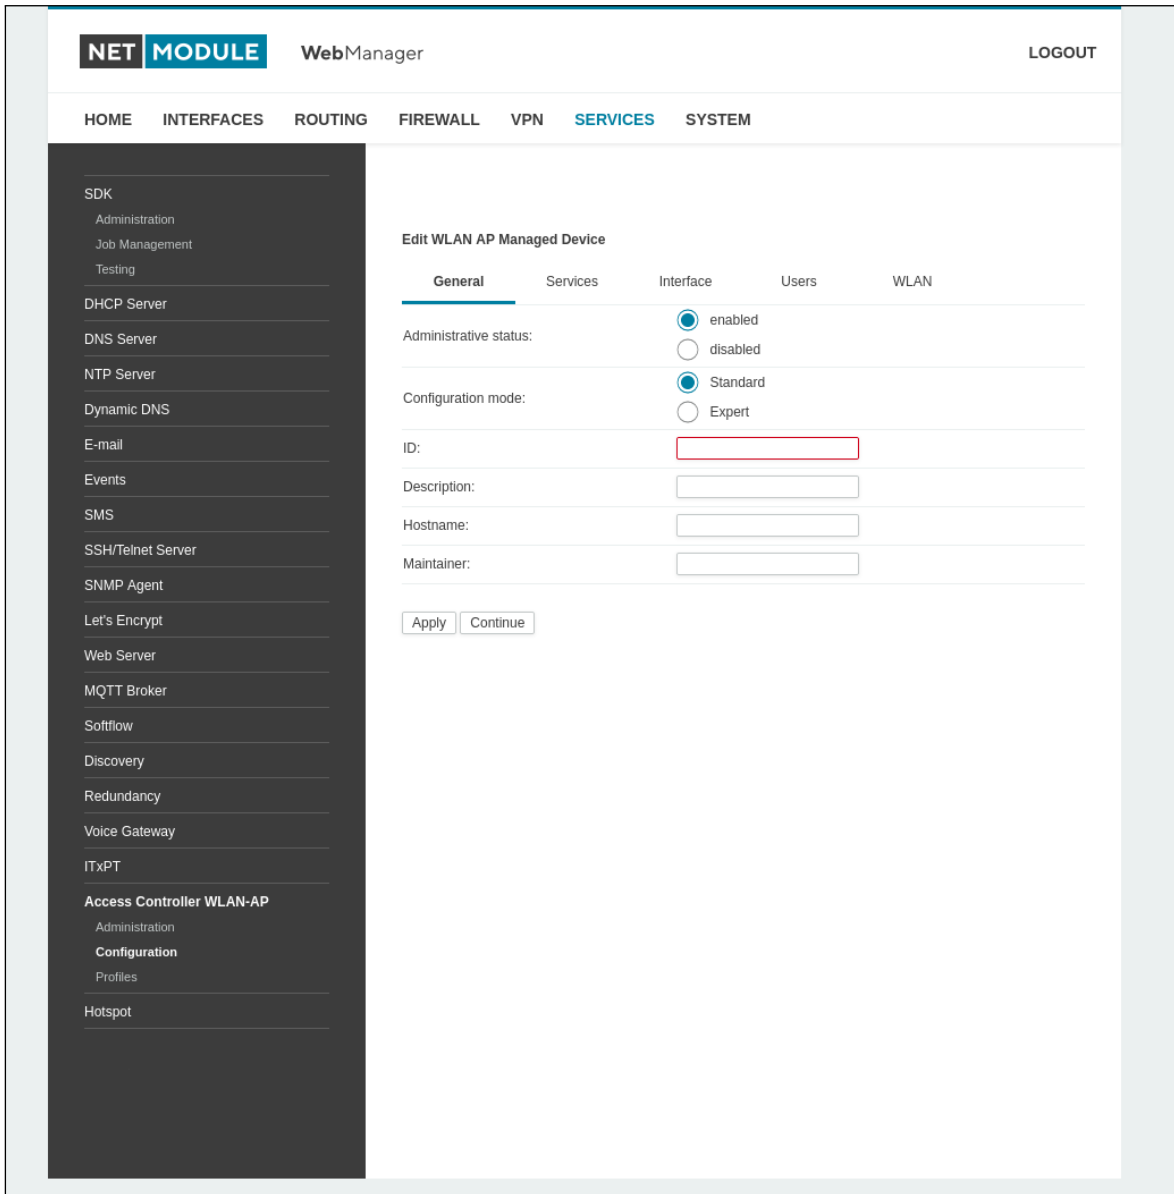 NET MODULE WebManager LOGOUT
HOME INTERFACES ROUTING FIREWALL VPN SERVICES SYSTEM
SDK
Administration
Job Management
Testing
DHCP Server
DNS Server
NTP Server
Dynamic DNS
E-mail
Events
SMS
SSH/Telnet Server
SNMP Agent
Let's Encrypt
Web Server
MQTT Broker
Softflow
Discovery
Redundancy
Voice Gateway
ITxPT
Access Controller WLAN-AP
Administration
Configuration
Profiles
Hotspot
Edit WLAN AP Managed Device
General Services Interface Users WLAN
Administrative status:
enabled
disabled
Configuration mode:
Standard
Expert
ID:
Description:
Hostname:
Maintainer:
Apply Continue